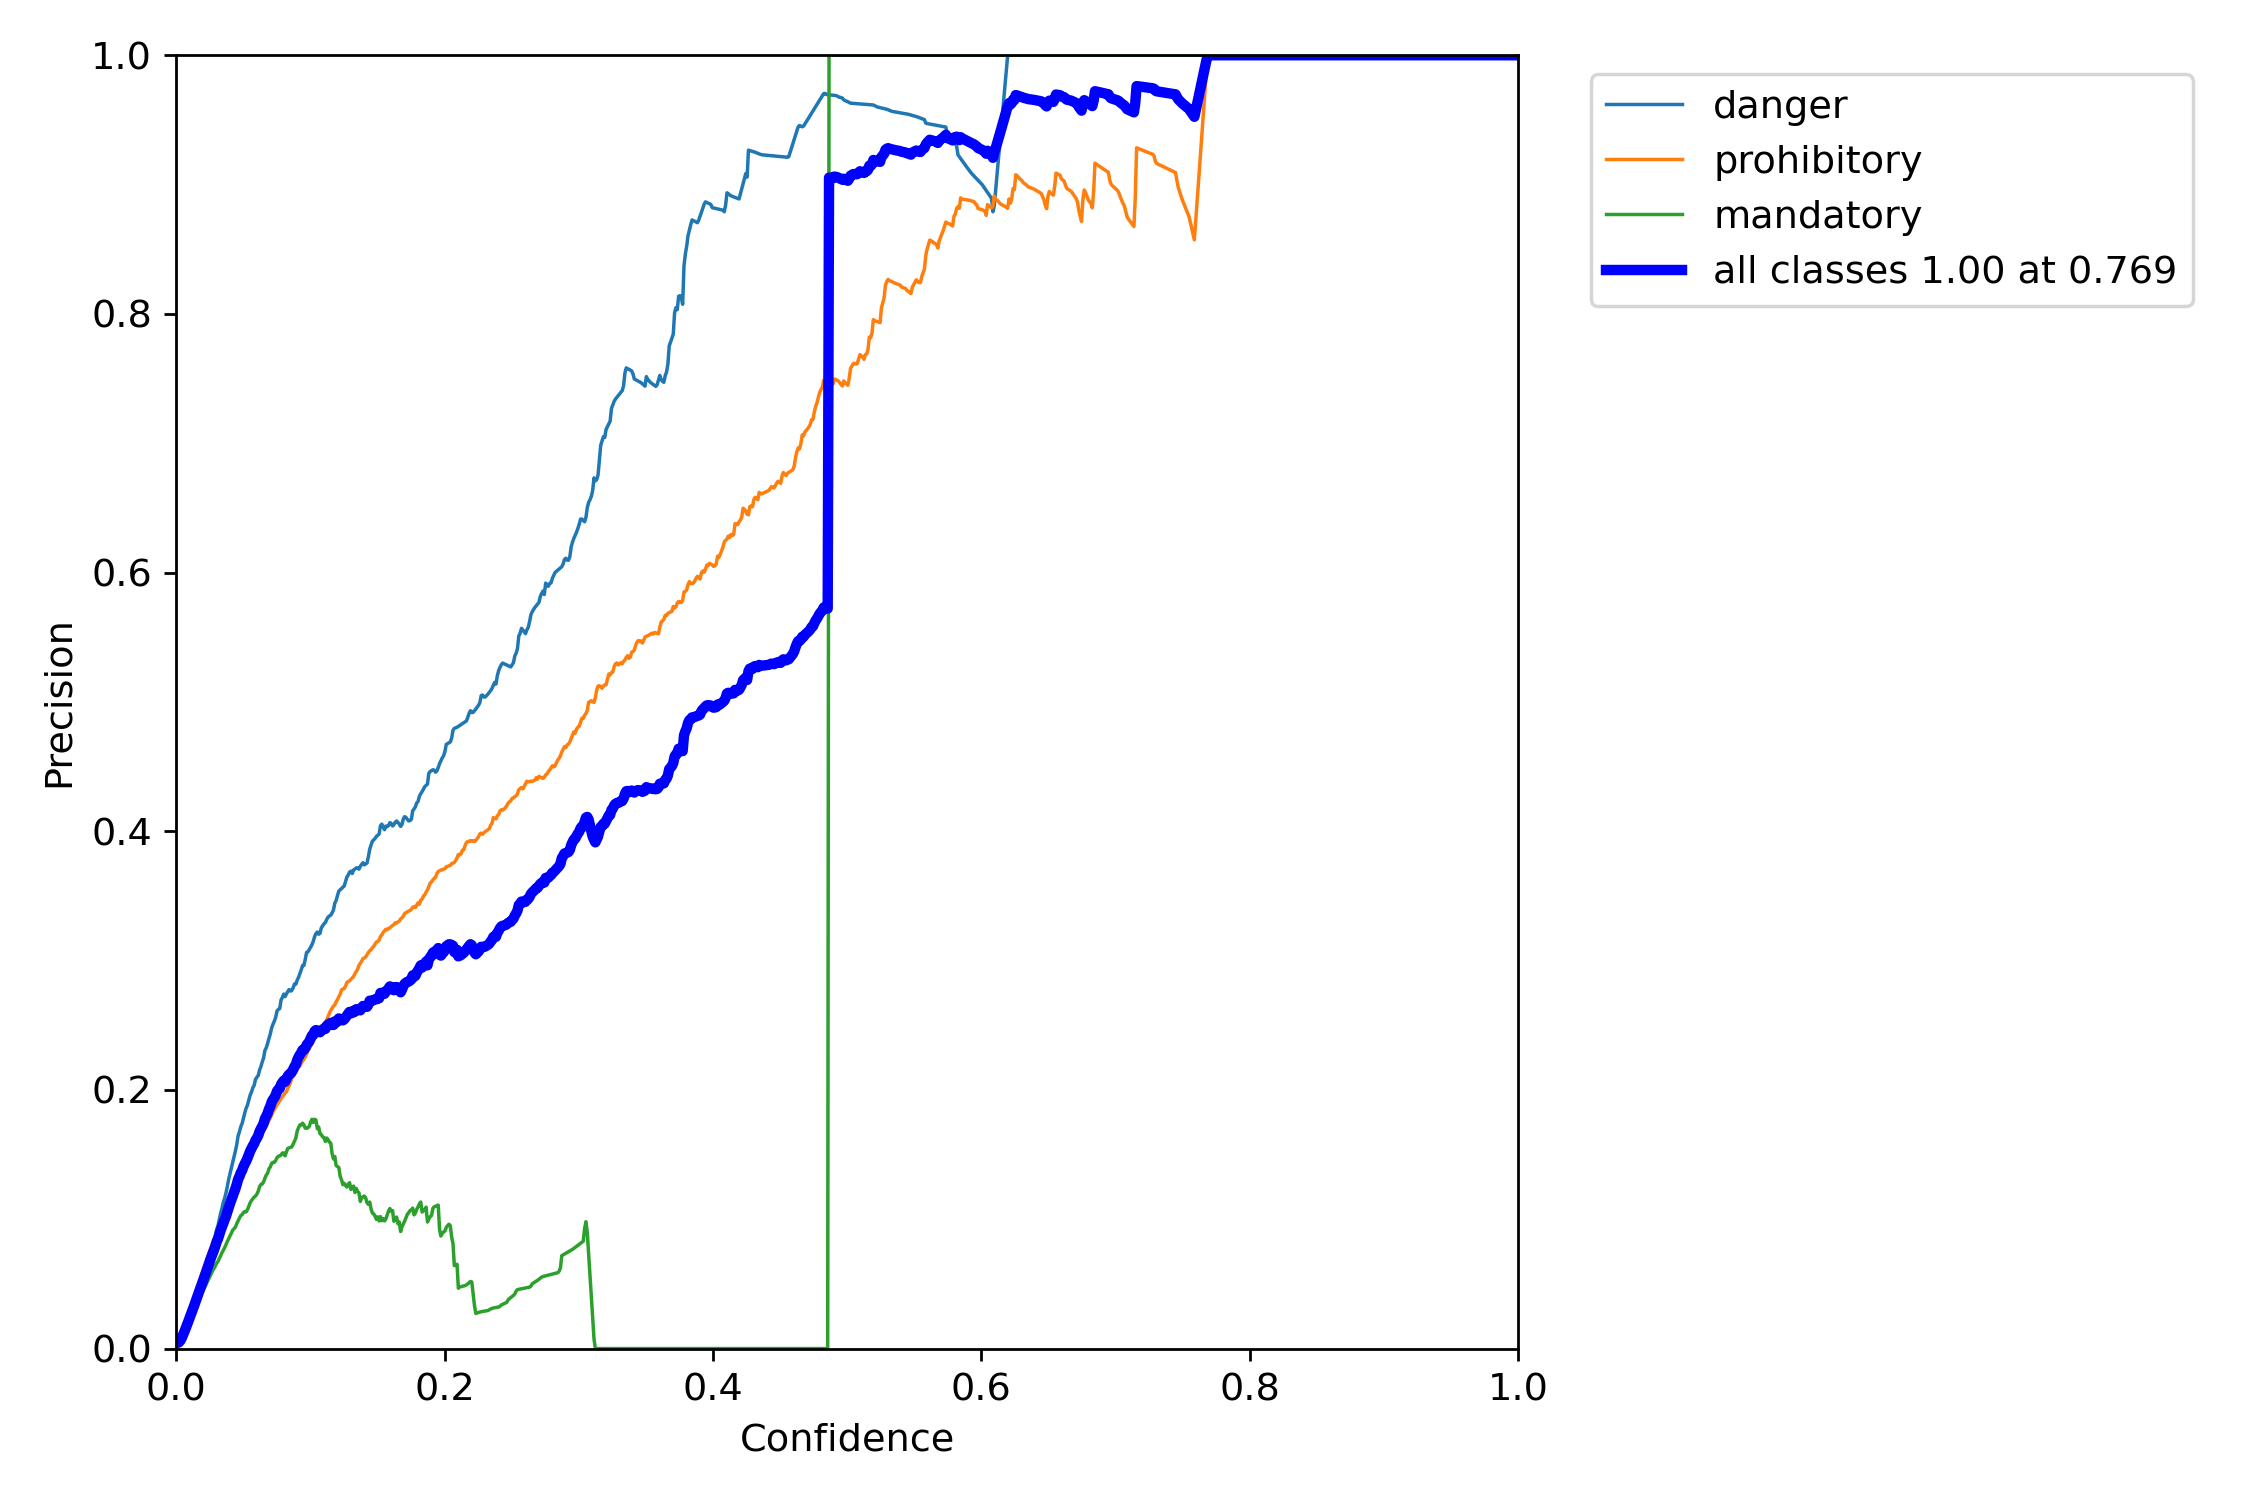 1.0
0.8
0.6
0.4
0.2
0.0
Precision
0.0 0.2 0.4 0.6 0.8 1.0
Confidence
danger
prohibitory
mandatory
all classes 1.00 at 0.769